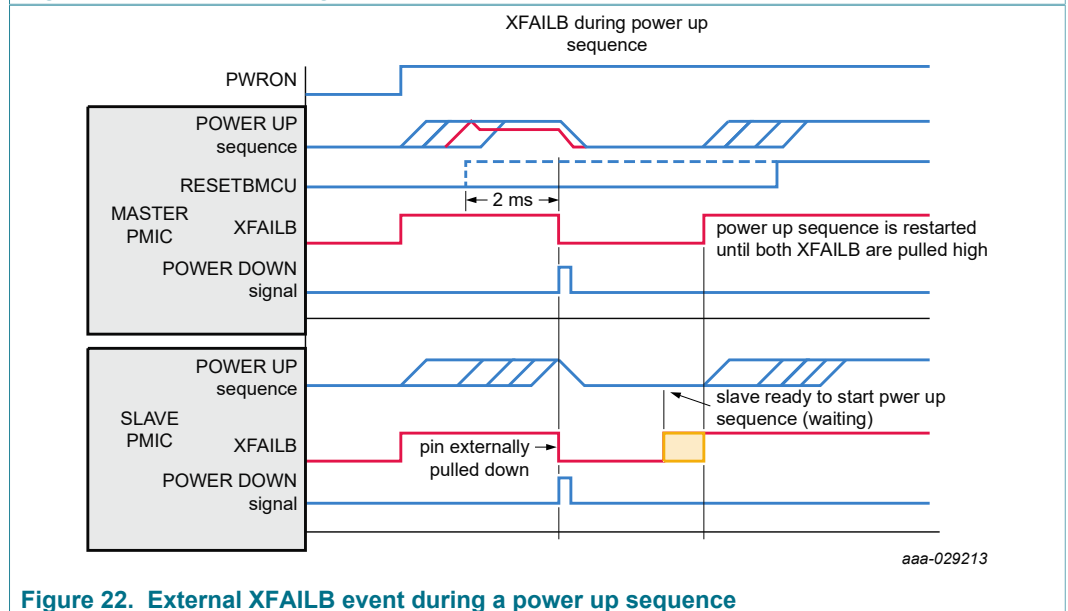 XFAILB during power up
sequence
PWRON
POWER UP
sequence
RESETBMCU
2 ms
MASTER
PMIC
XFAILB
power up sequence is restarted
until both XFAILB are pulled high
POWER DOWN
signal
POWER UP
sequence
slave ready to start pwer up
sequence (waiting)
SLAVE
PMIC
XFAILB
pin externally
pulled down
POWER DOWN
signal
aaa-029213
Figure 22. External XFAILB event during a power up sequence